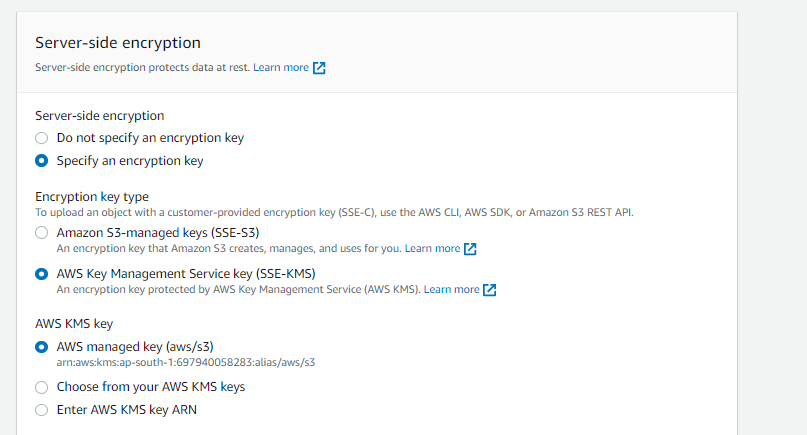 Server-side encryption
Server-side encryption protects data at rest. Learn more
Server-side encryption
Do not specify an encryption key
Specify an encryption key
Encryption key type
To upload an object with a customer-provided encryption key (SSE-C), use the AWS CLI, AWS SDK, or Amazon S3 REST API.
Amazon S3-managed keys (SSE-S3)
An encryption key that Amazon S3 creates, manages, and uses for you. Learn more
AWS Key Management Service key (SSE-KMS)
An encryption key protected by AWS Key Management Service (AWS KMS). Learn more
AWS KMS key
AWS managed key (aws/s3)
arn:aws:kms:ap-south-1:697940058283:alias/aws/s3
Choose from your AWS KMS keys
Enter AWS KMS key ARN